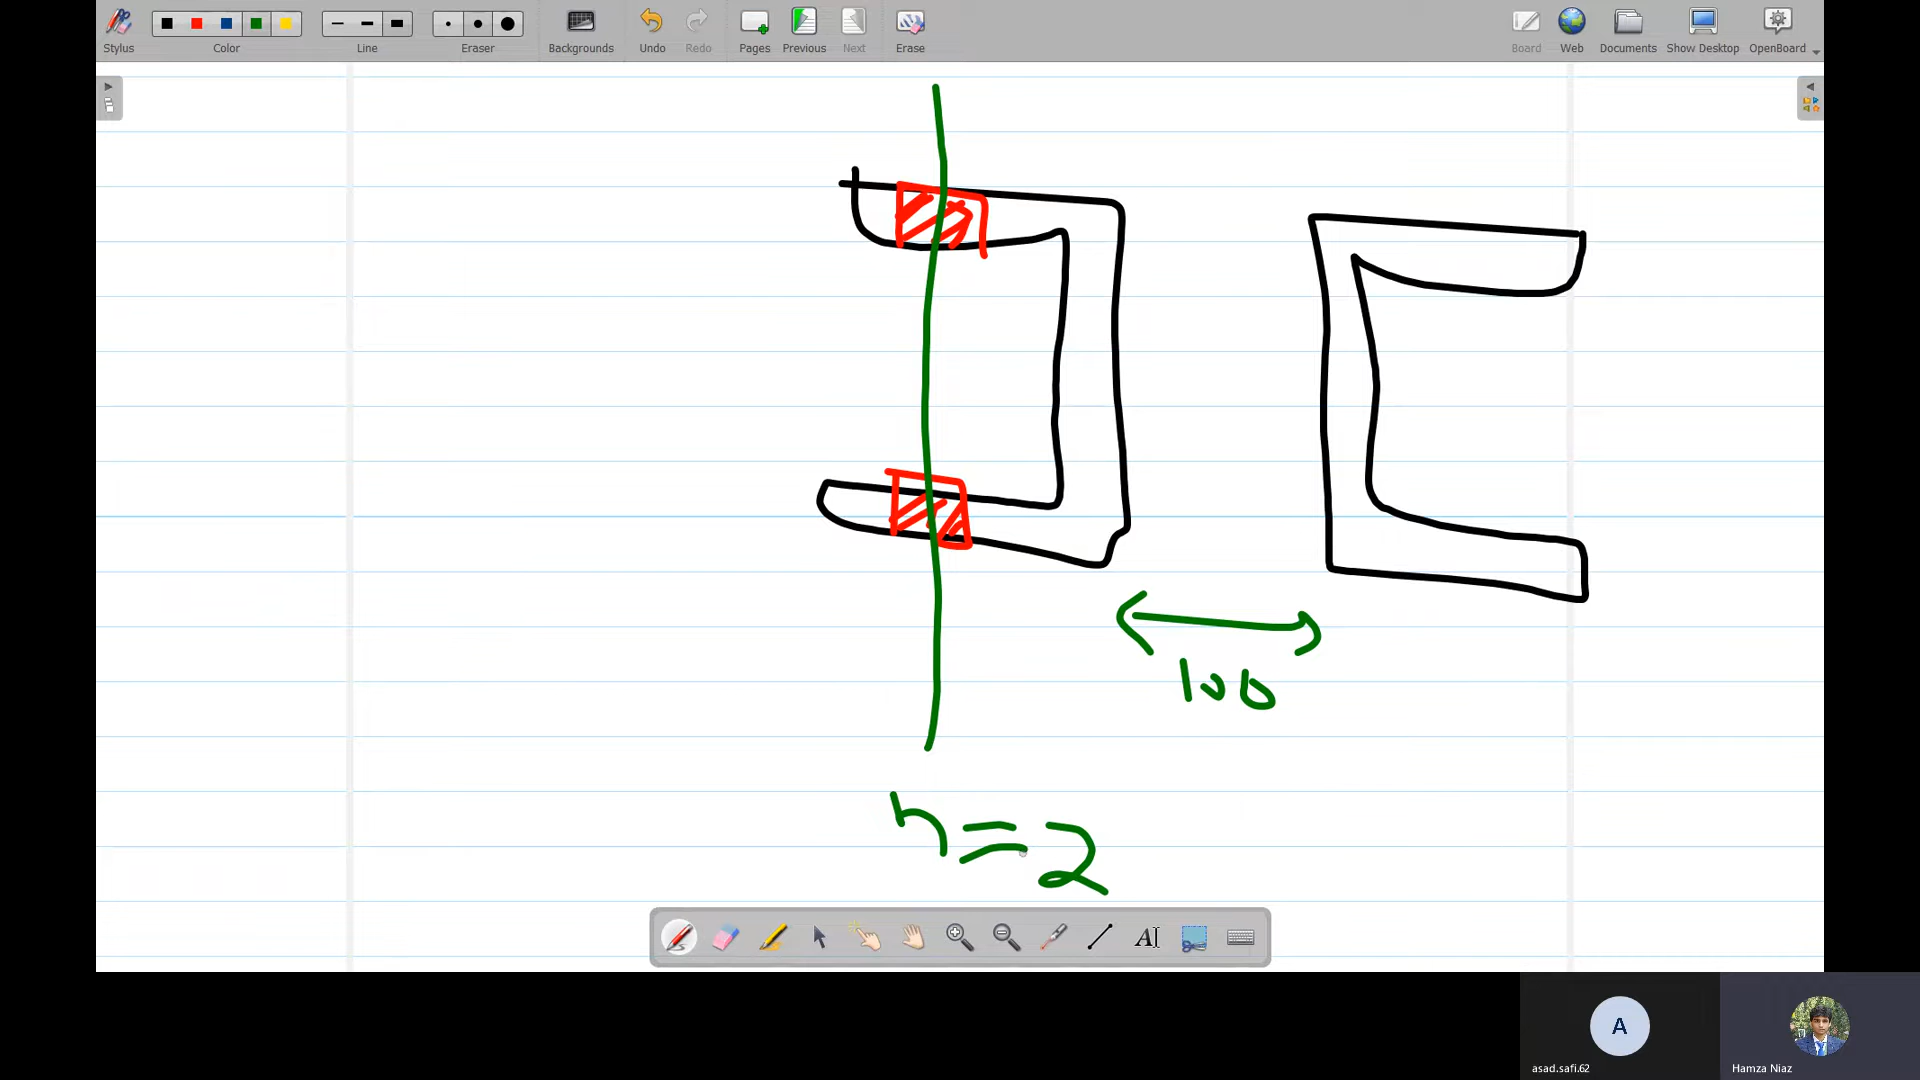 Stylus Color Line Eraser Backgrounds Undo Redo Pages Previous Next Erase Board Web Documents Show Desktop OpenBoard
100
n=2
A
asad.safi.62 Hamza Niaz